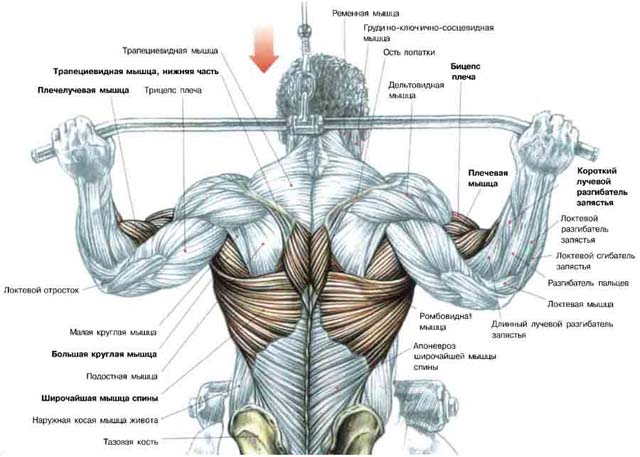 Ременная мышца
Грудино-ключично-сосцевидная
мышца
Трапециевидная мышца
Ость лопатки
Трапециевидная мышца, нижняя часть
Бицепс
плеча
Плечелучевая мышца
Трицепс плеча
Дельтовидная
мышца
Плечевая
мышца
Короткий
лучевой
разгибатель
запястья
Локтевой
разгибатель
запястья
Локтевой сгибатель
запястья
Разгибатель пальцев
Локтевой отросток
Локтевая мышца
Длинный лучевой разгибатель
запястья
Ромбовидная
мышца
Малая круглая мышца
Апоневроз
широчайшей мышцы
спины
Большая круглая мышца
Подостная мышца
Широчайшая мышца спины
Наружная косая мышца живота
Тазовая кость